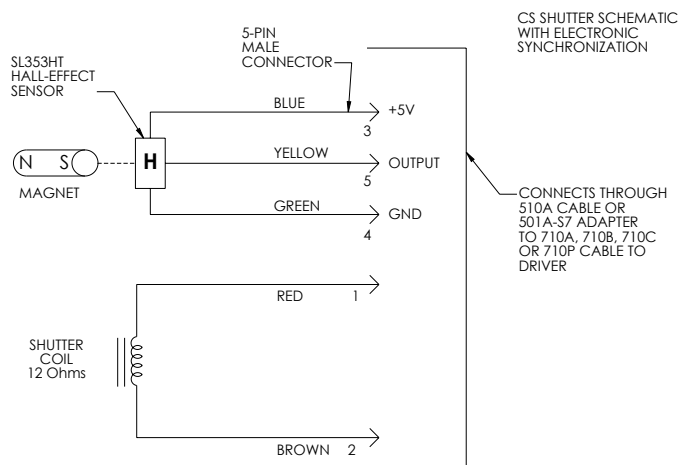 CS SHUTTER SCHEMATIC
WITH ELECTRONIC
SYNCHRONIZATION
5-PIN
MALE
CONNECTOR
SL353HT
HALL-EFFECT
SENSOR
BLUE
+5V
3
N S
H
YELLOW
OUTPUT
5
MAGNET
GREEN
GND
4
CONNECTS THROUGH
510A CABLE OR
501A-S7 ADAPTER
TO 710A, 710B, 710C
OR 710P CABLE TO
DRIVER
RED 1
SHUTTER
COIL
12 Ohms
BROWN 2